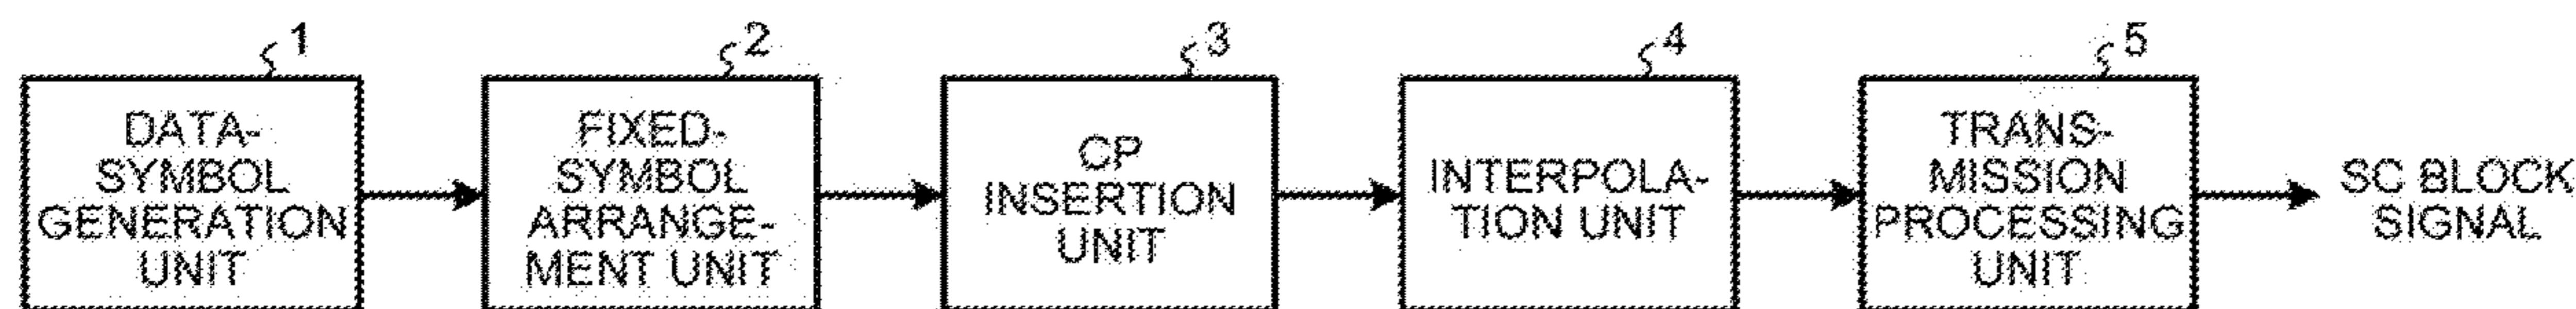 1
DATA-
SYMBOL
GENERATION
UNIT
2
FIXED-
SYMBOL
ARRANGE-
MENT UNIT
3
CP
INSERTION
UNIT
4
INTERPOLA-
TION UNIT
5
TRANS-
MISSION
PROCESSING
UNIT
SC BLOCK
SIGNAL